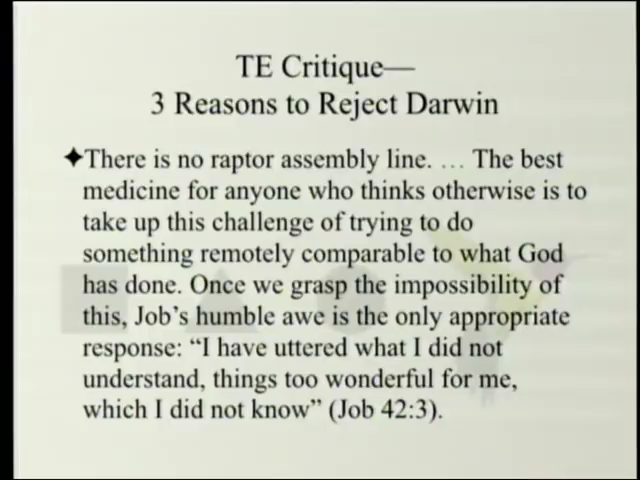 TE Critique—
3 Reasons to Reject Darwin
✦There is no raptor assembly line. … The best
medicine for anyone who thinks otherwise is to
take up this challenge of trying to do
something remotely comparable to what God
has done. Once we grasp the impossibility of
this, Job’s humble awe is the only appropriate
response: “I have uttered what I did not
understand, things too wonderful for me,
which I did not know” (Job 42:3).